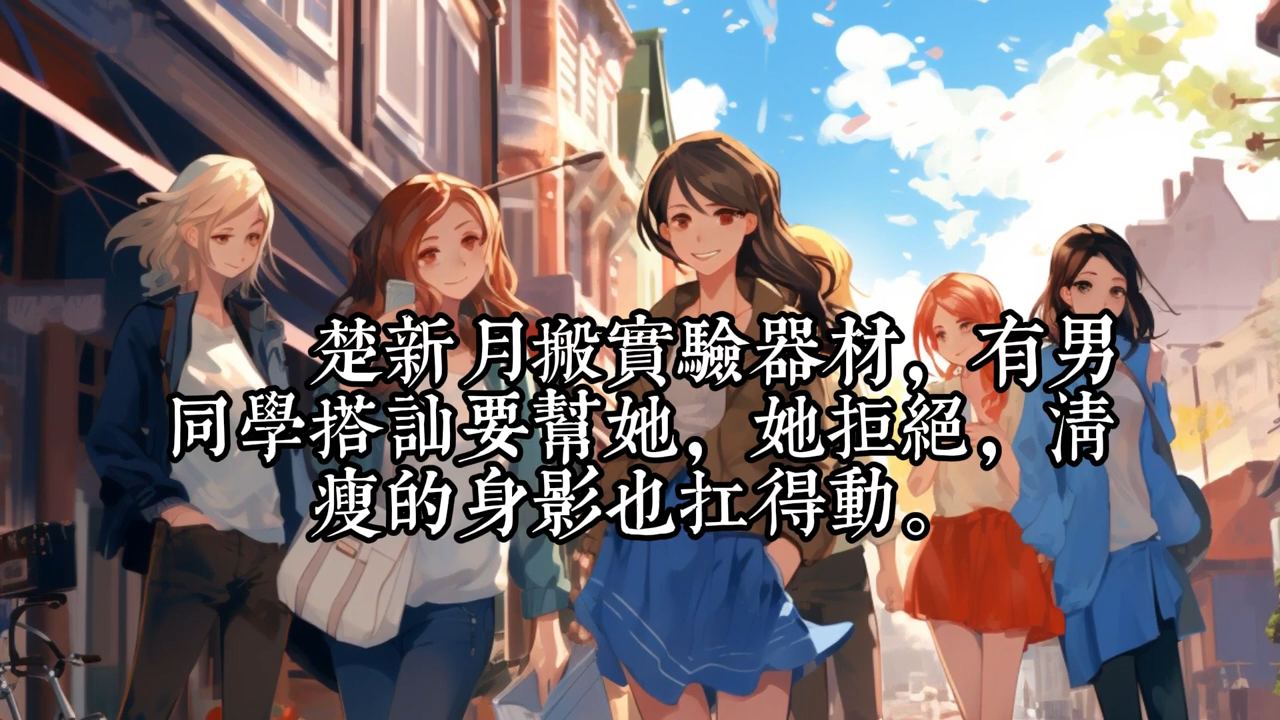 楚新月搬實驗器材，有男
同學搭訕要幫她，她拒絕，清
瘦的身影也扛得動。